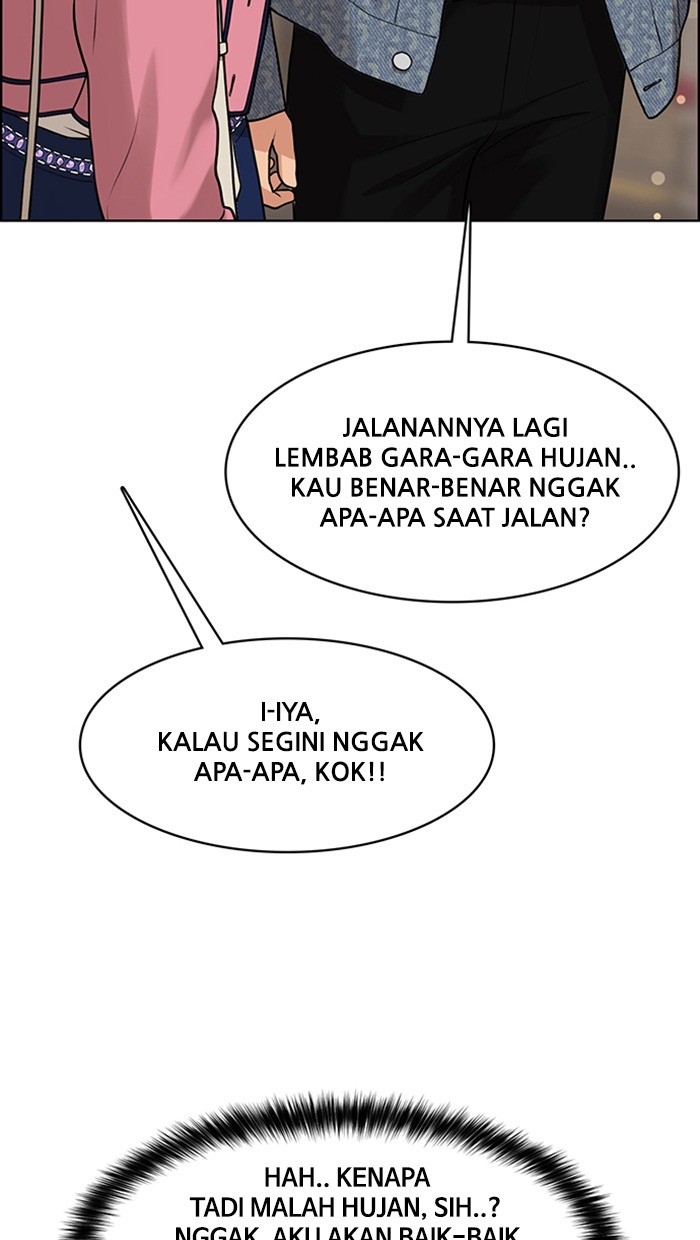 JALANANNYA LAGI
LEMBAB GARA-GARA HUJAN..
KAU BENAR-BENAR NGGAK
APA-APA SAAT JALAN?
I-IYA,
KALAU SEGINI NGGAK
APA-APA, KOK!!
HAH.. KENAPA
TADI MALAH HUJAN, SIH..?
NGGAK, AKU AKAN BAIK-BAIK